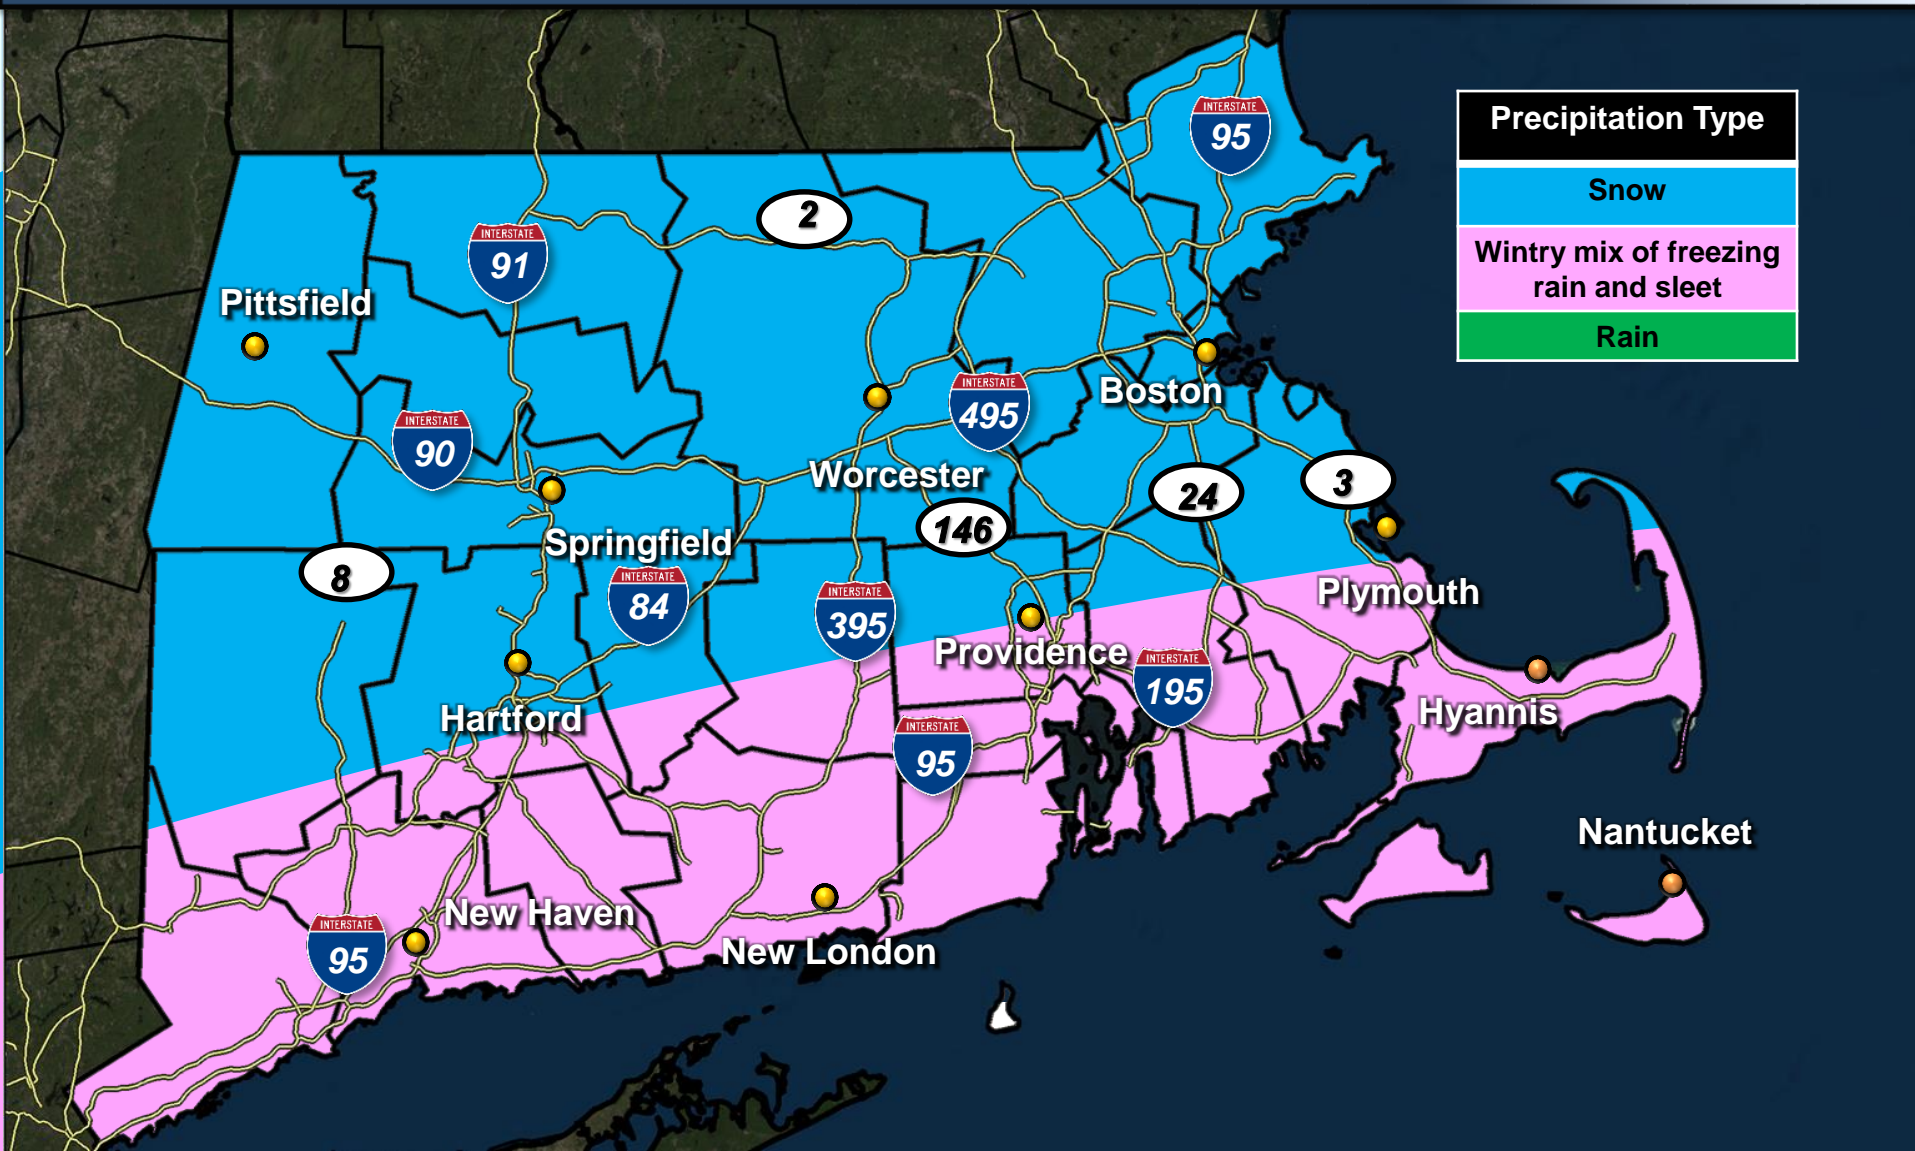 INTERSTATE
95
Precipitation Type
Snow
Wintry mix of freezing
rain and sleet
Rain
2
INTERSTATE
91
Pittsfield
INTERSTATE
90
INTERSTATE
495
Boston
Worcester
146
24
3
Springfield
8
INTERSTATE
84
INTERSTATE
395
Plymouth
Providence
INTERSTATE
195
Hartford
Hyannis
INTERSTATE
95
Nantucket
New Haven
INTERSTATE
95
New London